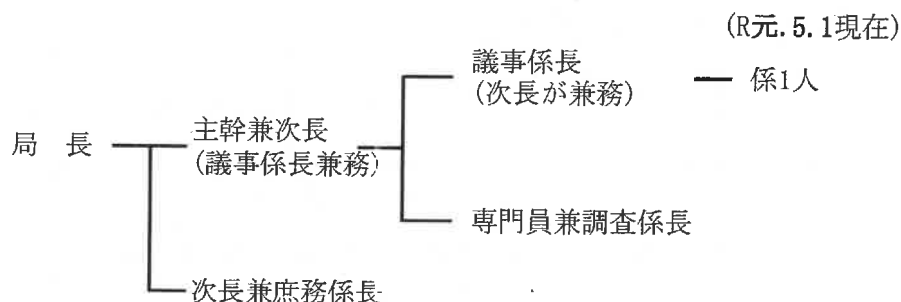 (R元.5.1現在)
議事係長
(次長が兼務)
係1人
局　長
主幹兼次長
(議事係長兼務)
専門員兼調査係長
次長兼庶務係長